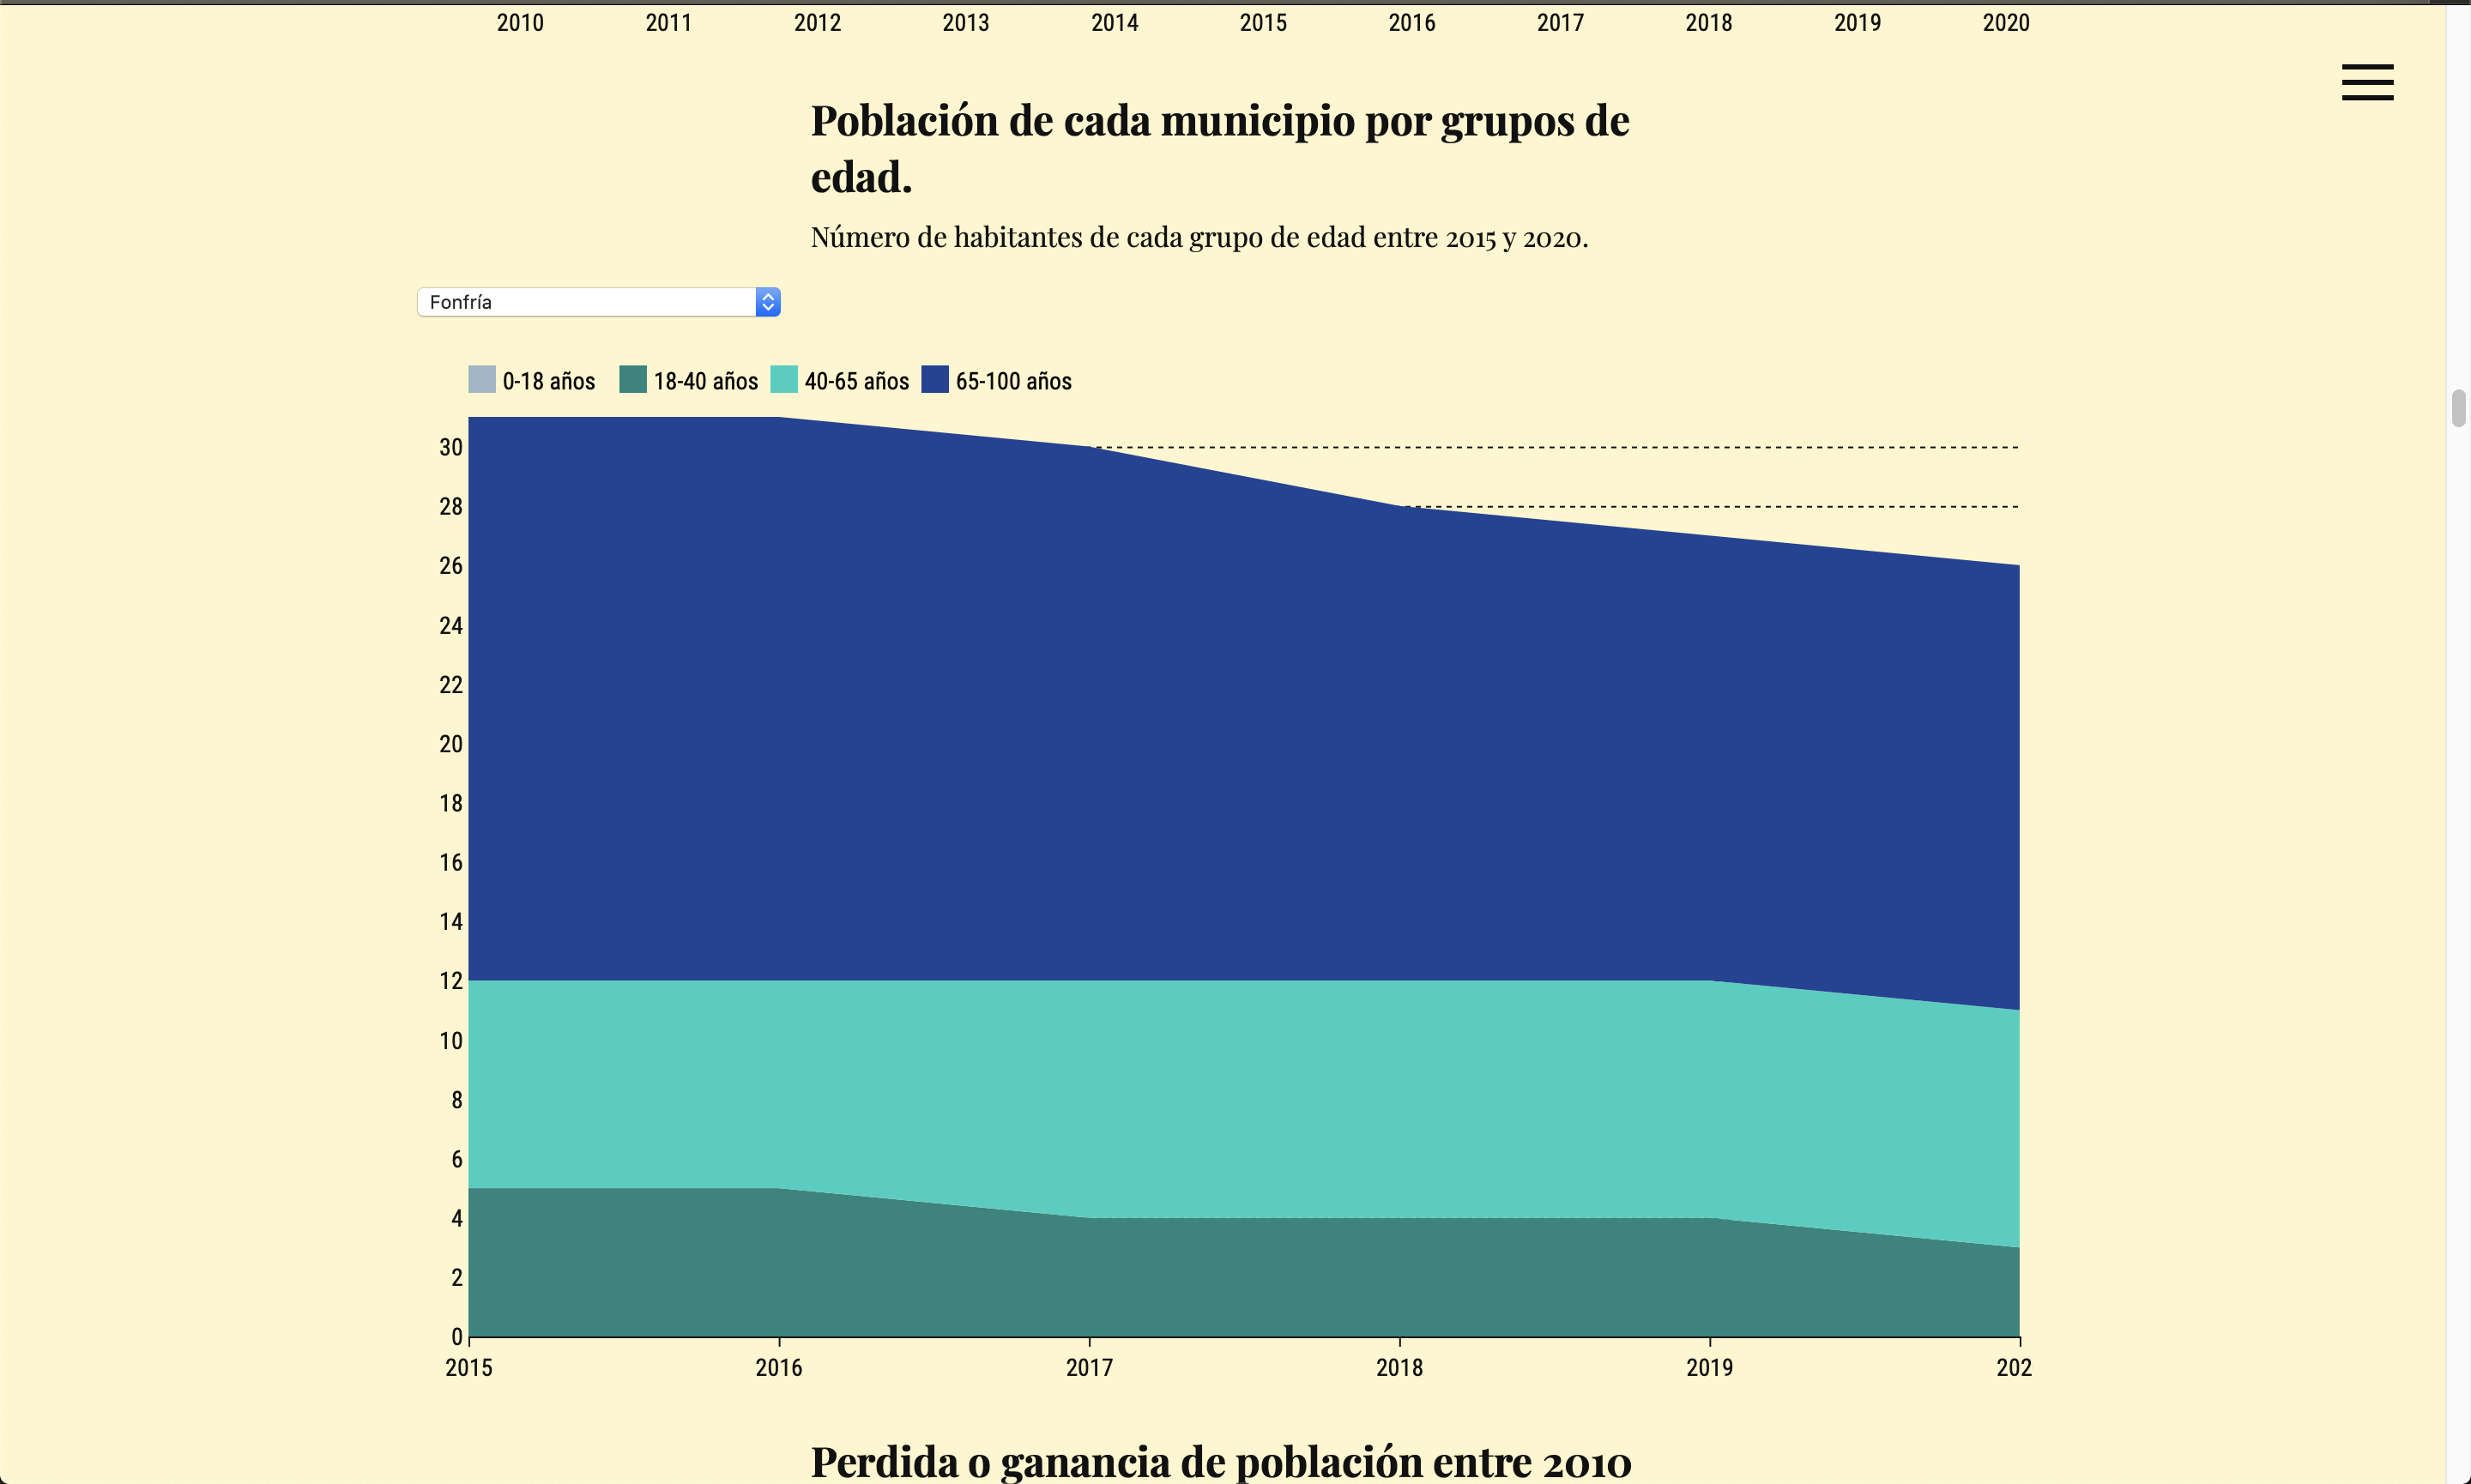 2010 2011 2012 2013 2014 2015 2016 2017 2018 2019 2020
Población de cada municipio por grupos de
edad.
Número de habitantes de cada grupo de edad entre 2015 y 2020.
Fonfría
0-18 años 18-40 años 40-65 años 65-100 años
30
28
26
24
22
20
18
16
14
12
10
8
6
4
2
0
2015 2016 2017 2018 2019 202
Perdida o ganancia de población entre 2010